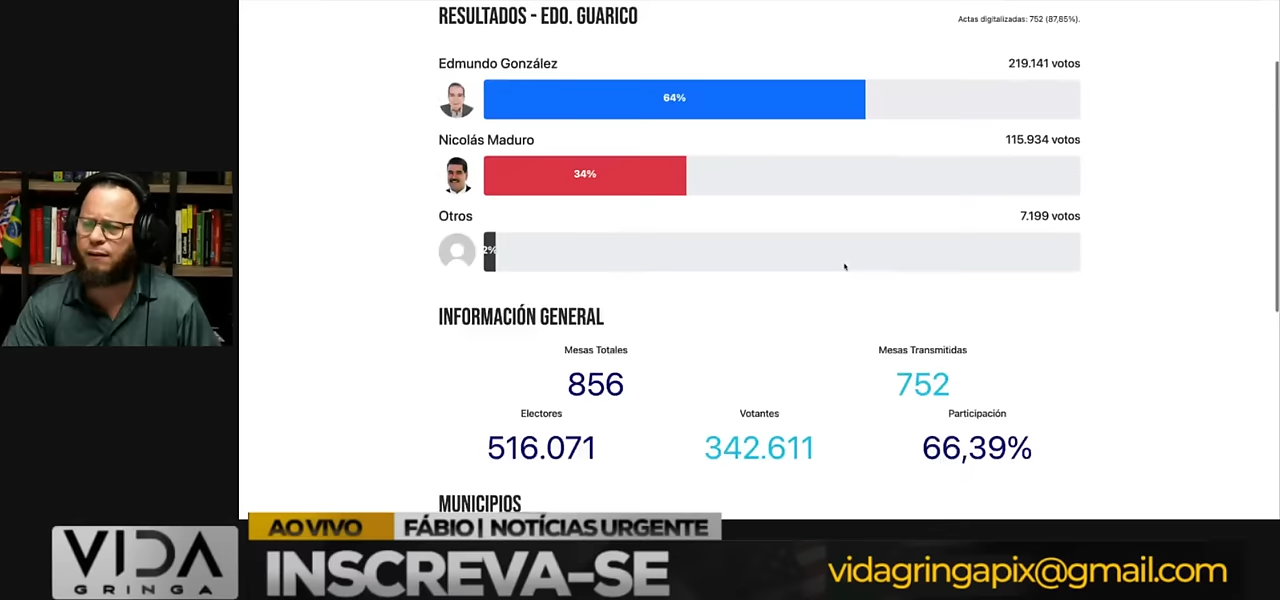 RESULTADOS - EDO. GUARICO
Actas digitalizadas: 752 (87,85%).
Edmundo González
219.141 votos
64%
Nicolás Maduro
115.934 votos
34%
Otros
7.199 votos
2%
INFORMACIÓN GENERAL
Mesas Totales
Mesas Transmitidas
856
752
Electores
Votantes
Participación
516.071
342.611
66,39%
MUNICIPIOS
AO VIVO
FÁBIO | NOTÍCIAS URGENTE
VIDA
GRINGA
INSCREVA-SE
vidagringapix@gmail.com